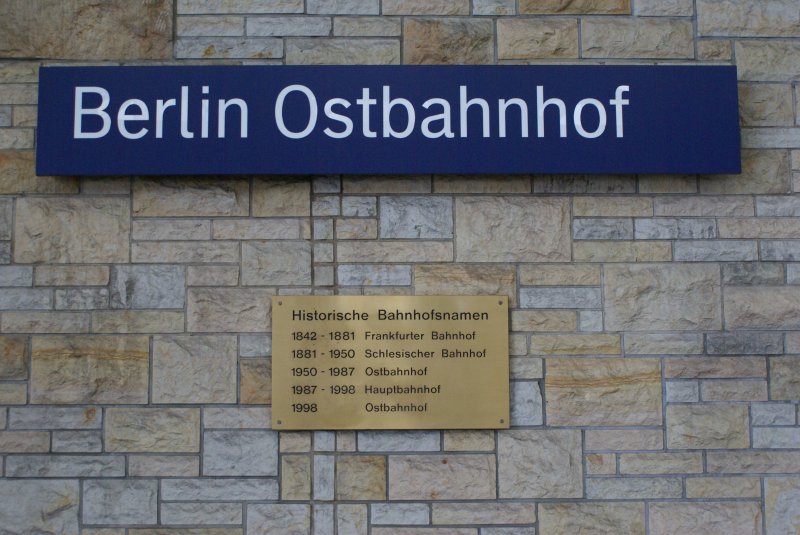 Berlin Ostbahnhof
Historische Bahnhofsnamen
1842 - 1881 Frankfurter Bahnhof
1881 - 1950 Schlesischer Bahnhof
1950 - 1987 Ostbahnhof
1987 - 1998 Hauptbahnhof
1998 Ostbahnhof